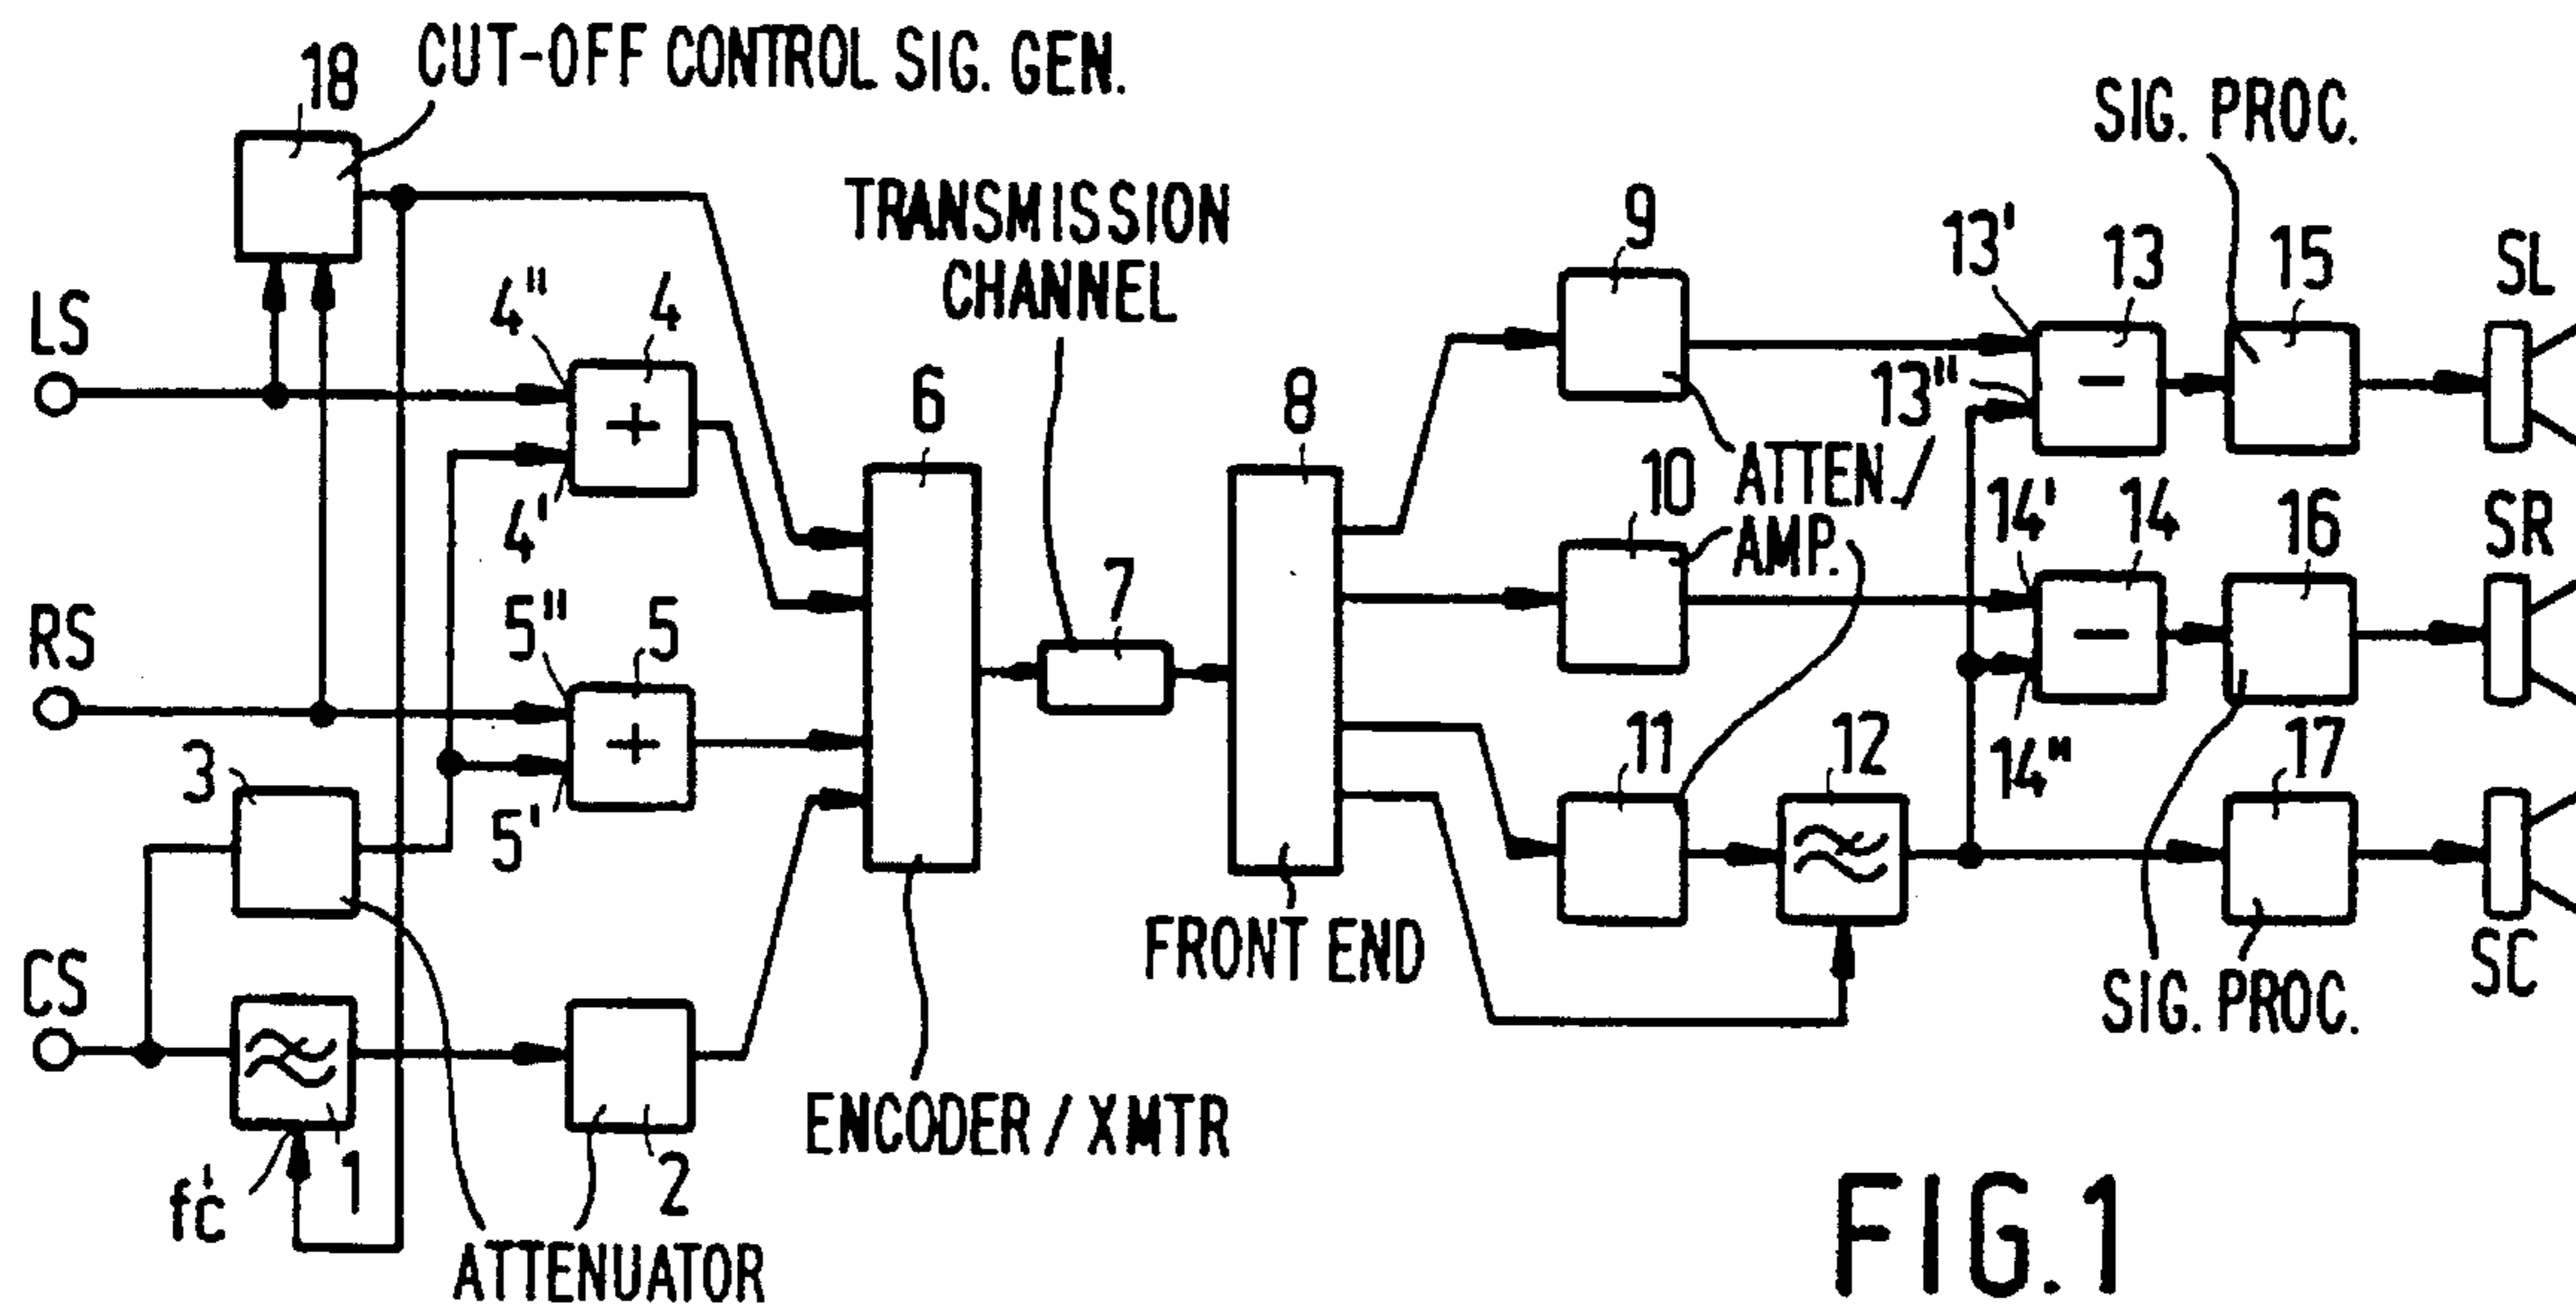 CUT-OFF CONTROL SIG. GEN.
18
SIG. PROC.
TRANSMISSION
CHANNEL
9
13'
13
15
SL
LS
4"
4
6
8
13"
4'
10
ATTEN./
AMP.
14'
14
16
SR
RS
5"
5
7
14"
3
5'
11
12
17
CS
FRONT END
SIG. PROC.
SC
f'c
1
2
ENCODER / XMTR
ATTENUATOR
FIG.1
+
+
−
−